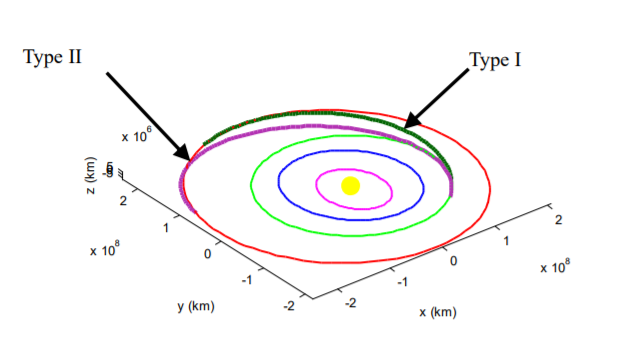 Type II
Type I
x 10^6
z (km)
2
1
0
-1
-2
x 10^8
y (km)
-2
-1
0
1
2
x 10^8
x (km)